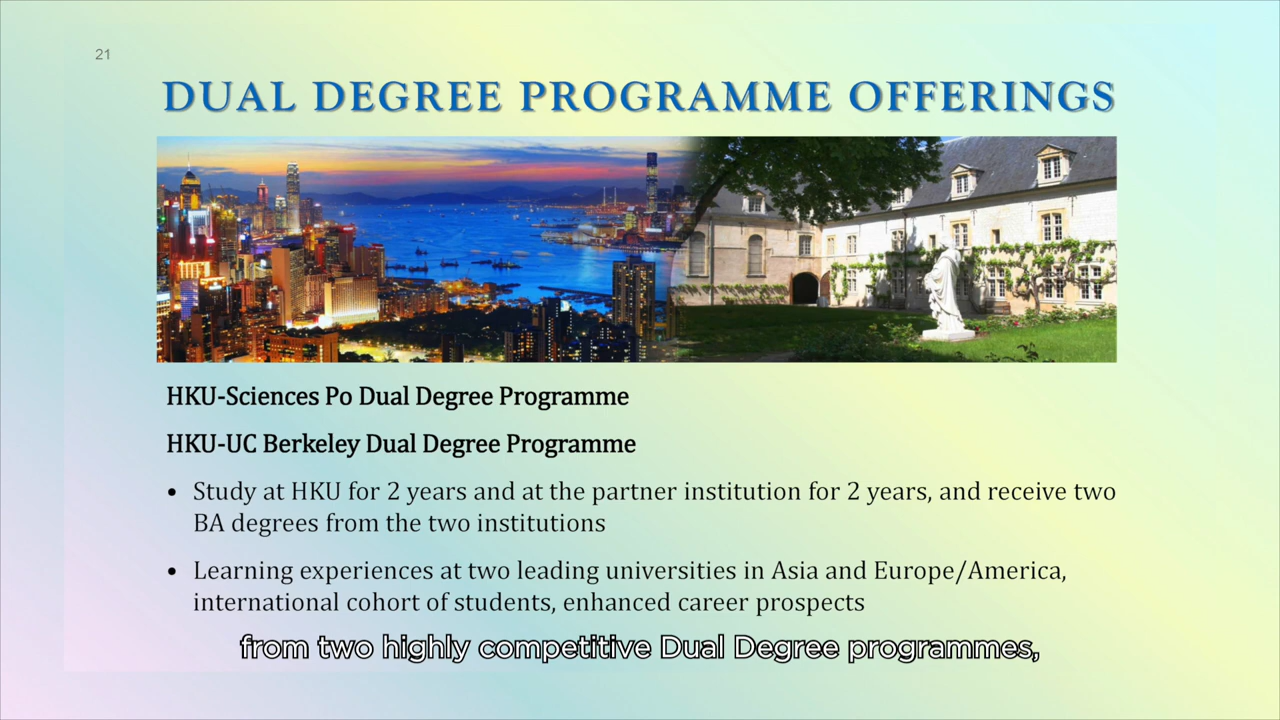 21
DUAL DEGREE PROGRAMME OFFERINGS
HKU-Sciences Po Dual Degree Programme
HKU-UC Berkeley Dual Degree Programme
• Study at HKU for 2 years and at the partner institution for 2 years, and receive two
BA degrees from the two institutions
• Learning experiences at two leading universities in Asia and Europe/America,
international cohort of students, enhanced career prospects
from two highly competitive Dual Degree programmes,